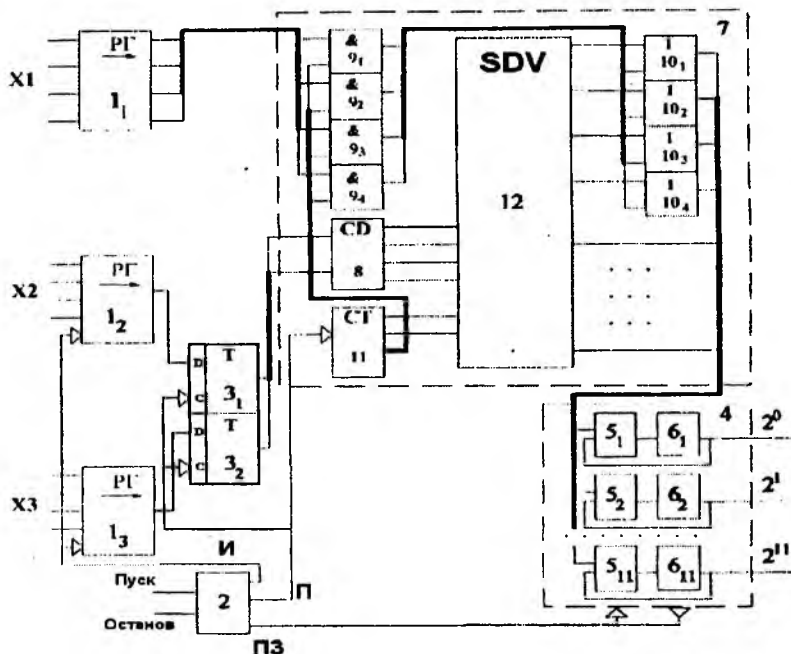 РГ
X1
1₁
&
9₁
&
9₂
&
9₃
&
9₄
SDV
12
1
10₁
1
10₂
1
10₃
1
10₄
7
CD
8
CT
11
РГ
X2
1₂
D T
C 3₁
D T
C 3₂
РГ
X3
1₃
И
Пуск
2
П
Останов
ПЗ
4
5₁ 6₁ 2⁰
5₂ 6₂ 2¹
5₁₁ 6₁₁ 2¹¹